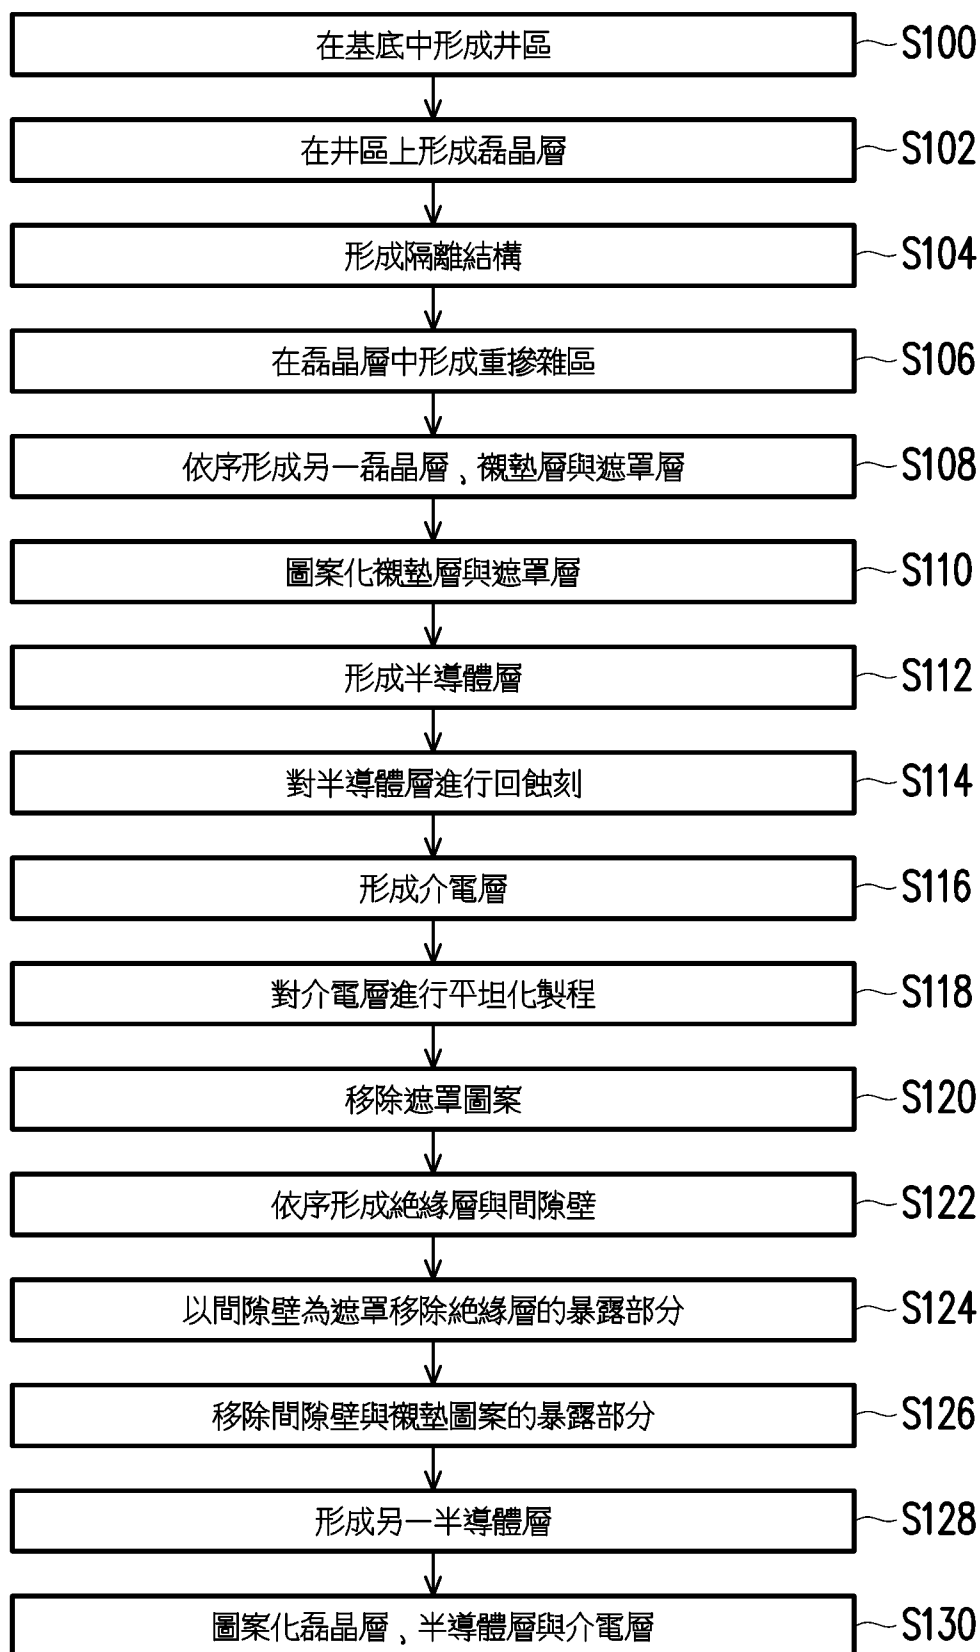 在基底中形成井區 S100
在井區上形成磊晶層 S102
形成隔離結構 S104
在磊晶層中形成重摻雜區 S106
依序形成另一磊晶層、襯墊層與遮罩層 S108
圖案化襯墊層與遮罩層 S110
形成半導體層 S112
對半導體層進行回蝕刻 S114
形成介電層 S116
對介電層進行平坦化製程 S118
移除遮罩圖案 S120
依序形成絕緣層與間隙壁 S122
以間隙壁為遮罩移除絕緣層的暴露部分 S124
移除間隙壁與襯墊圖案的暴露部分 S126
形成另一半導體層 S128
圖案化磊晶層、半導體層與介電層 S130